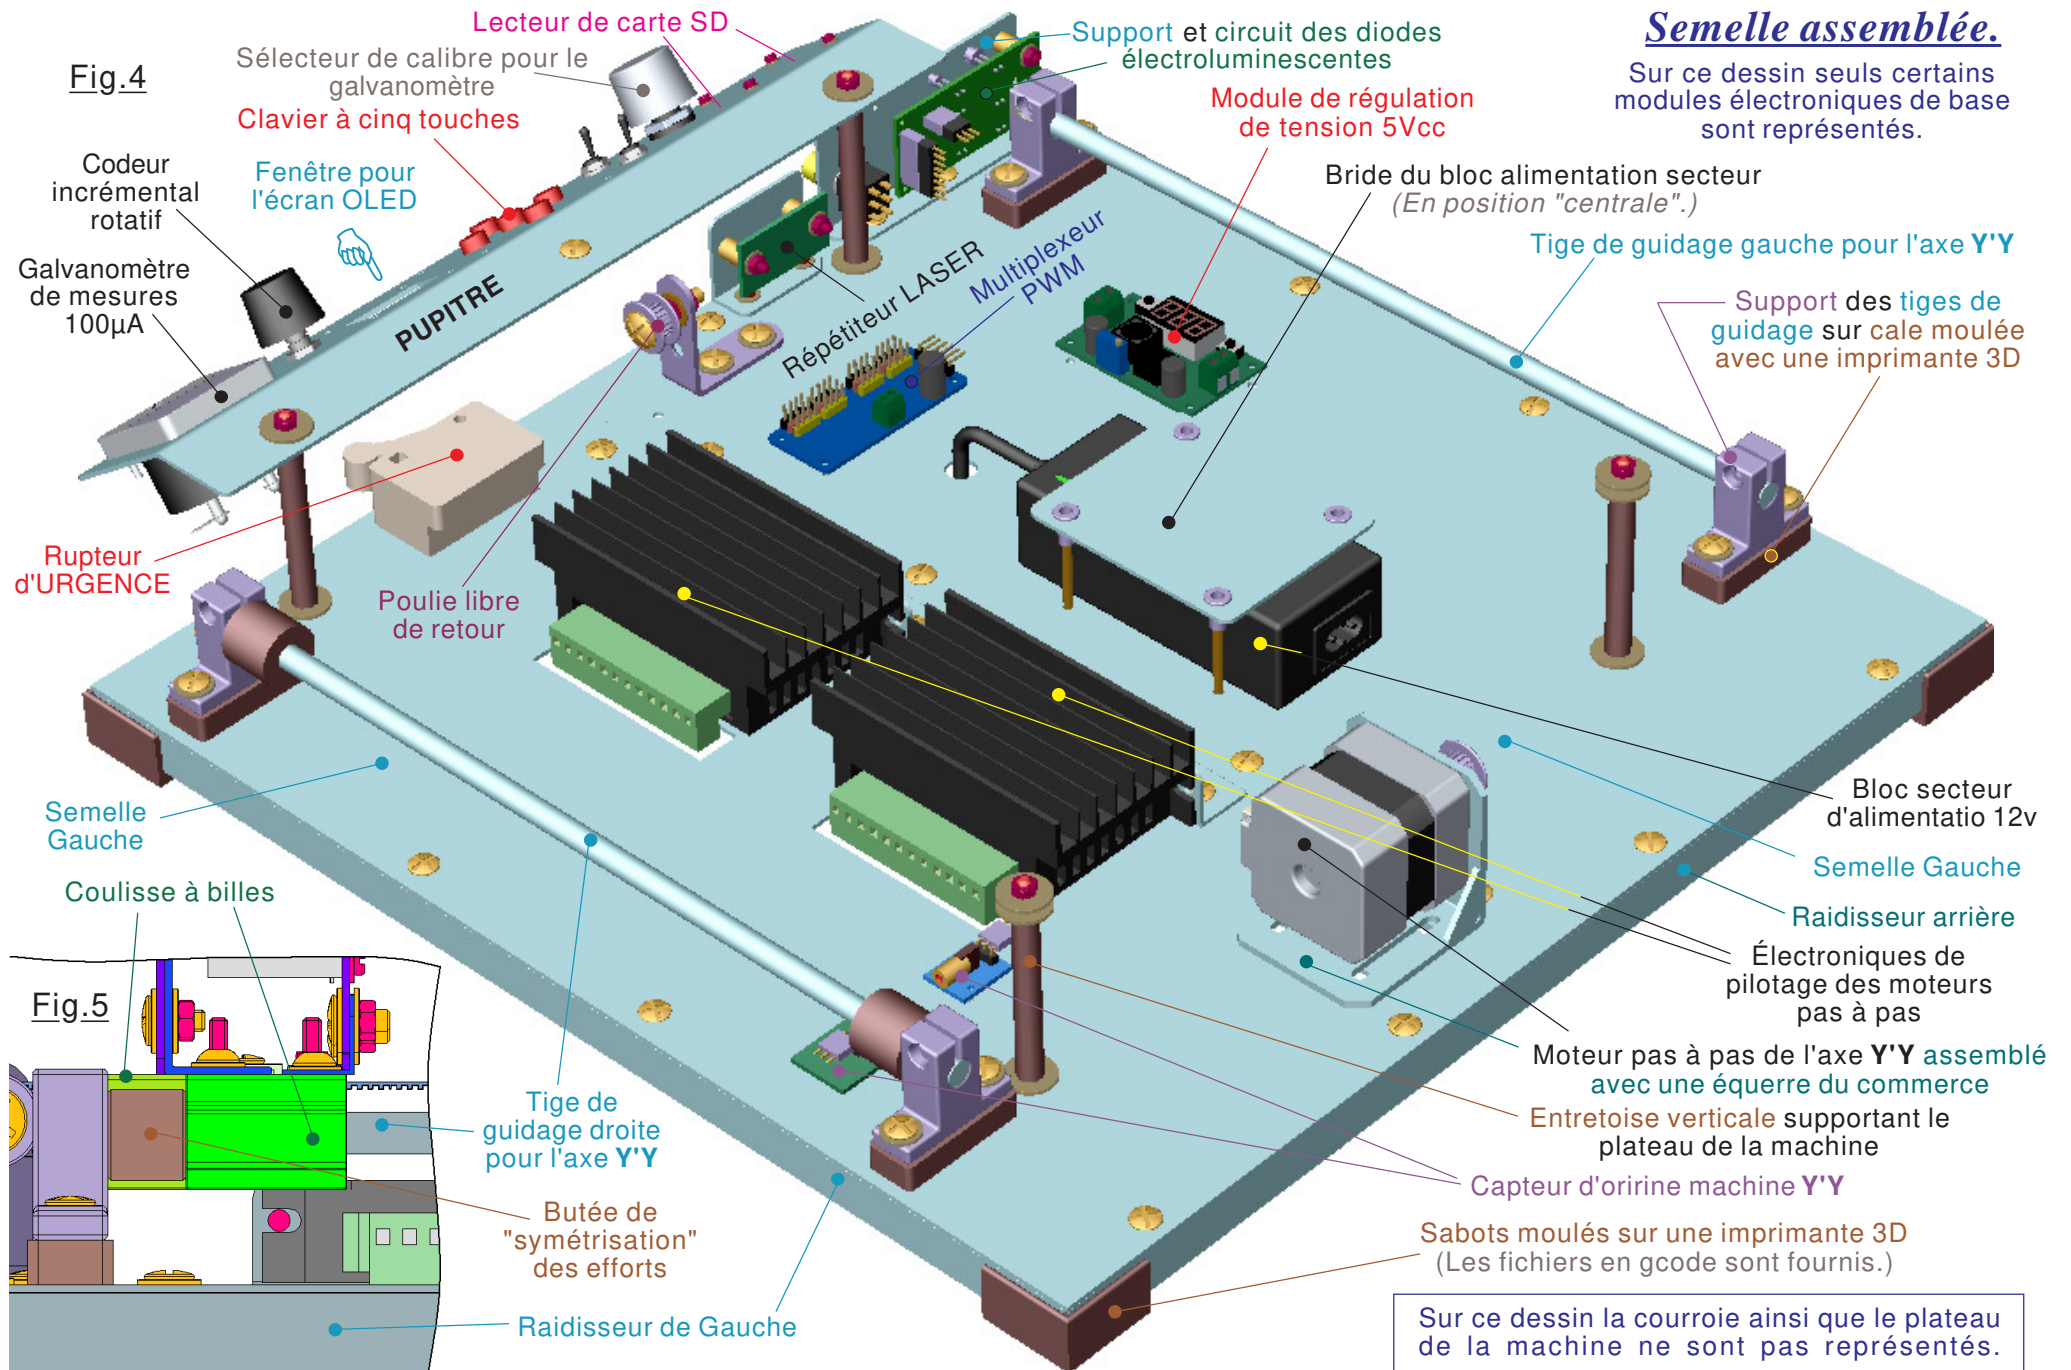 Semelle assemblée.
Sur ce dessin seuls certains
modules électroniques de base
sont représentés.
Fig.4
Lecteur de carte SD
Sélecteur de calibre pour le
galvanomètre
Clavier à cinq touches
Support et circuit des diodes
électroluminescentes
Module de régulation
de tension 5Vcc
Codeur
incrémental
rotatif
Fenêtre pour
l'écran OLED
Galvanomètre
de mesures
100µA
PUPITRE
Répétiteur LASER
Multiplexeur
PWM
Bride du bloc alimentation secteur
(En position "centrale".)
Tige de guidage gauche pour l'axe Y'Y
Support des tiges de
guidage sur cale moulée
avec une imprimante 3D
Rupteur
d'URGENCE
Poulie libre
de retour
Semelle
Gauche
Bloc secteur
d'alimentatio 12v
Semelle Gauche
Raidisseur arrière
Électroniques de
pilotage des moteurs
pas à pas
Moteur pas à pas de l'axe Y'Y assemblé
avec une équerre du commerce
Entretoise verticale supportant le
plateau de la machine
Capteur d'oririne machine Y'Y
Sabots moulés sur une imprimante 3D
(Les fichiers en gcode sont fournis.)
Coulisse à billes
Fig.5
Tige de
guidage droite
pour l'axe Y'Y
Butée de
"symétrisation"
des efforts
Raidisseur de Gauche
Sur ce dessin la courroie ainsi que le plateau
de la machine ne sont pas représentés.